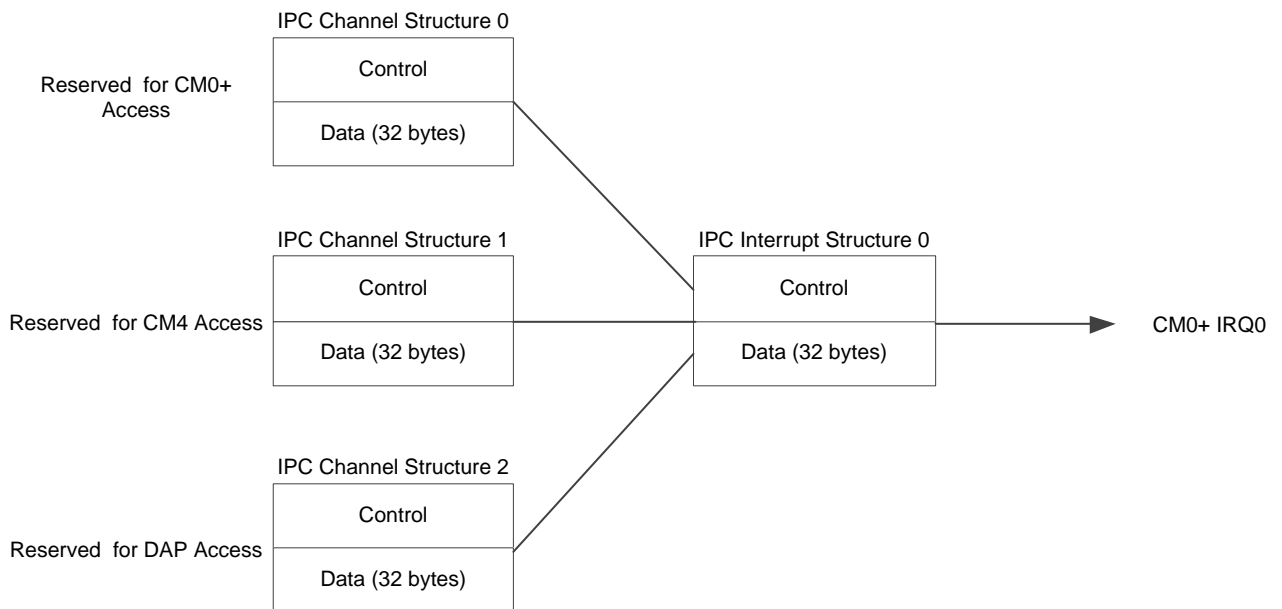 IPC Channel Structure 0
Control
Reserved for CM0+
Access
Data (32 bytes)
IPC Channel Structure 1
IPC Interrupt Structure 0
Control
Control
Reserved for CM4 Access
CM0+ IRQ0
Data (32 bytes)
Data (32 bytes)
IPC Channel Structure 2
Control
Reserved for DAP Access
Data (32 bytes)